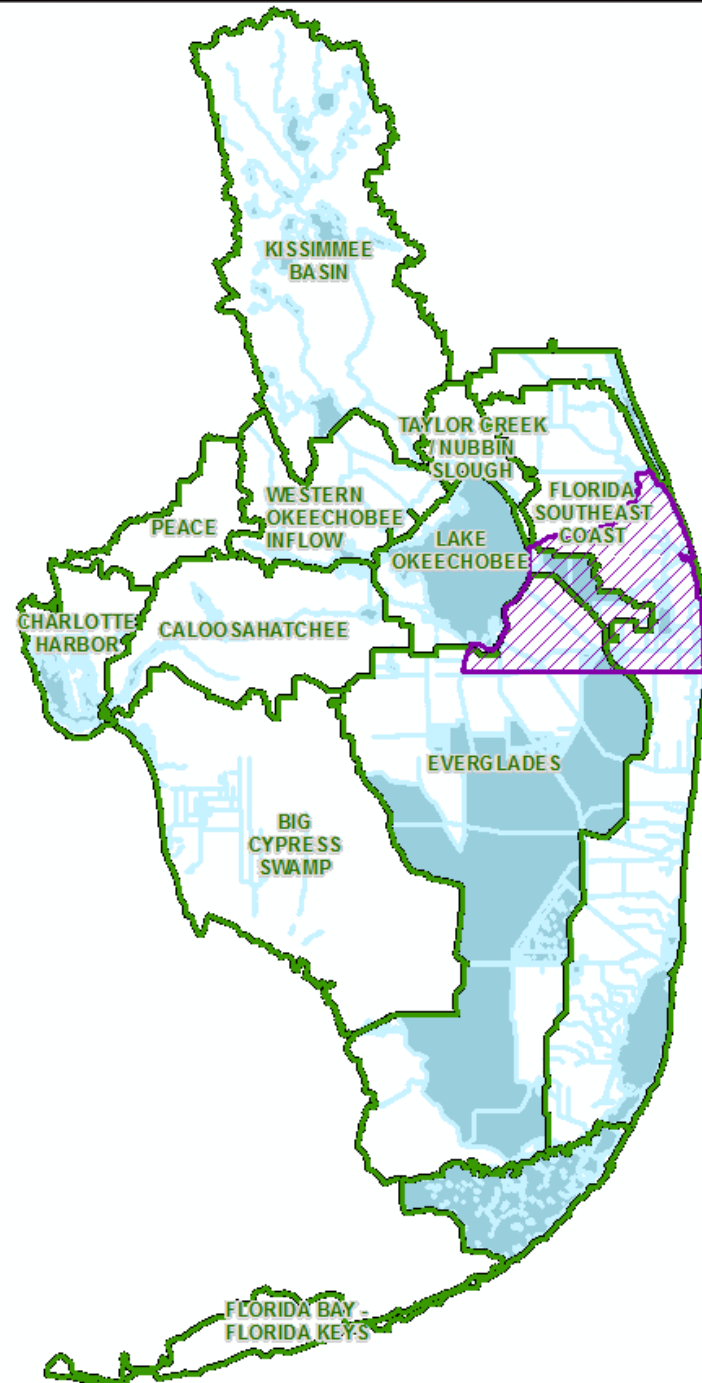 KISSIMMEE
BASIN
TAYLOR CREEK
/ NUBBIN
SLOUGH
FLORIDA
SOUTHEAST
COAST
WESTERN
OKEECHOBEE
INFLOW
PEACE
LAKE
OKEECHOBEE
CHARLOTTE
HARBOR
CALOOSAHATCHEE
EVERGLADES
BIG
CYPRESS
SWAMP
FLORIDA BAY -
FLORIDA KEYS